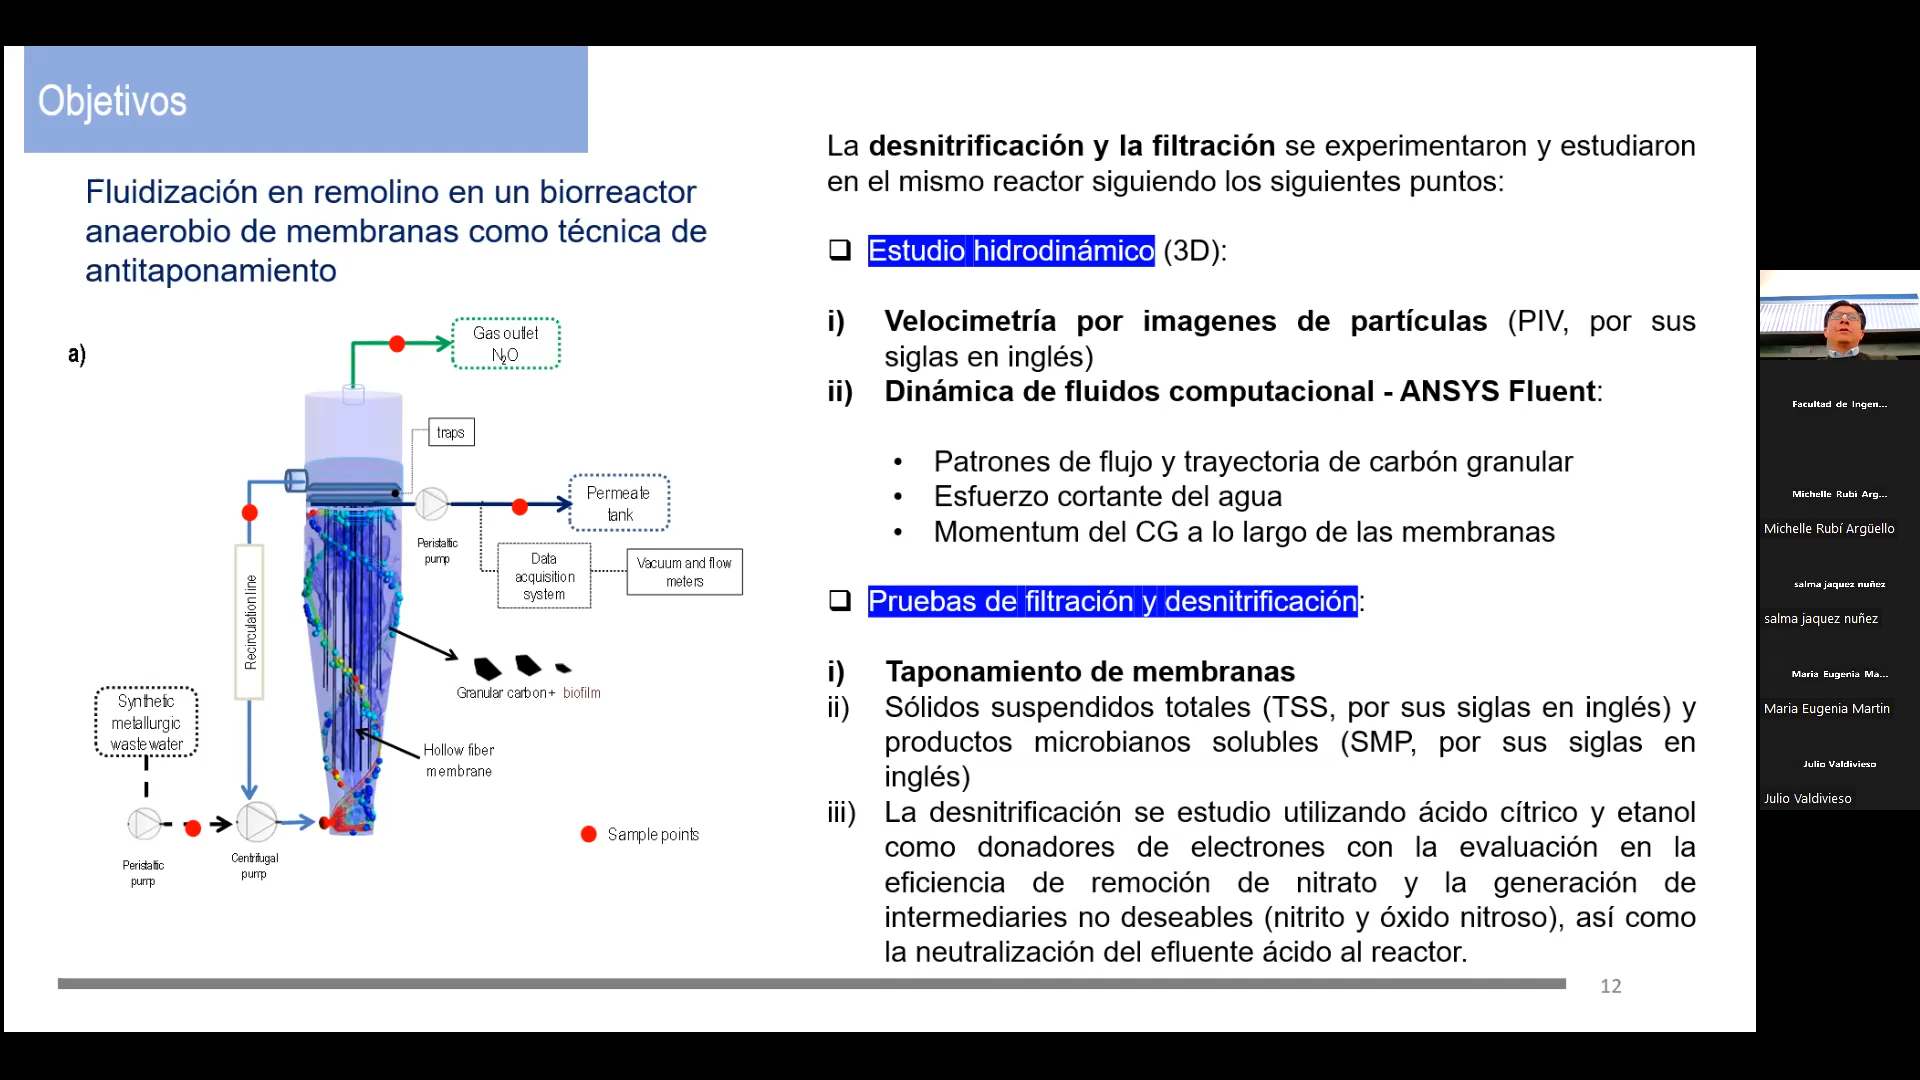 Objetivos
Fluidización en remolino en un biorreactor
anaerobio de membranas como técnica de
antitaponamiento
a)
Gas outlet
N2O
traps
Permeate
tank
Peristaltic
pump
Data
acquisition
system
Vacuum and flow
meters
Recirculation line
Granular carbon+ biofilm
Synthetic
metallurgic
wastewater
Hollow fiber
membrane
Sample points
Centrifugal
pump
Peristaltic
pump
La desnitrificación y la filtración se experimentaron y estudiaron
en el mismo reactor siguiendo los siguientes puntos:
❑ Estudio hidrodinámico (3D):
i) Velocimetría por imagenes de partículas (PIV, por sus
siglas en inglés)
ii) Dinámica de fluidos computacional - ANSYS Fluent:
• Patrones de flujo y trayectoria de carbón granular
• Esfuerzo cortante del agua
• Momentum del CG a lo largo de las membranas
❑ Pruebas de filtración y desnitrificación:
i) Taponamiento de membranas
ii) Sólidos suspendidos totales (TSS, por sus siglas en inglés) y
productos microbianos solubles (SMP, por sus siglas en
inglés)
iii) La desnitrificación se estudio utilizando ácido cítrico y etanol
como donadores de electrones con la evaluación en la
eficiencia de remoción de nitrato y la generación de
intermediaries no deseables (nitrito y óxido nitroso), así como
la neutralización del efluente ácido al reactor.
12
Facultad de Ingen...
Michelle Rubí Arg...
Michelle Rubí Argüello
salma jaquez nuñez
salma jaquez nuñez
Maria Eugenia Ma...
Maria Eugenia Martin
Julio Valdivieso
Julio Valdivieso